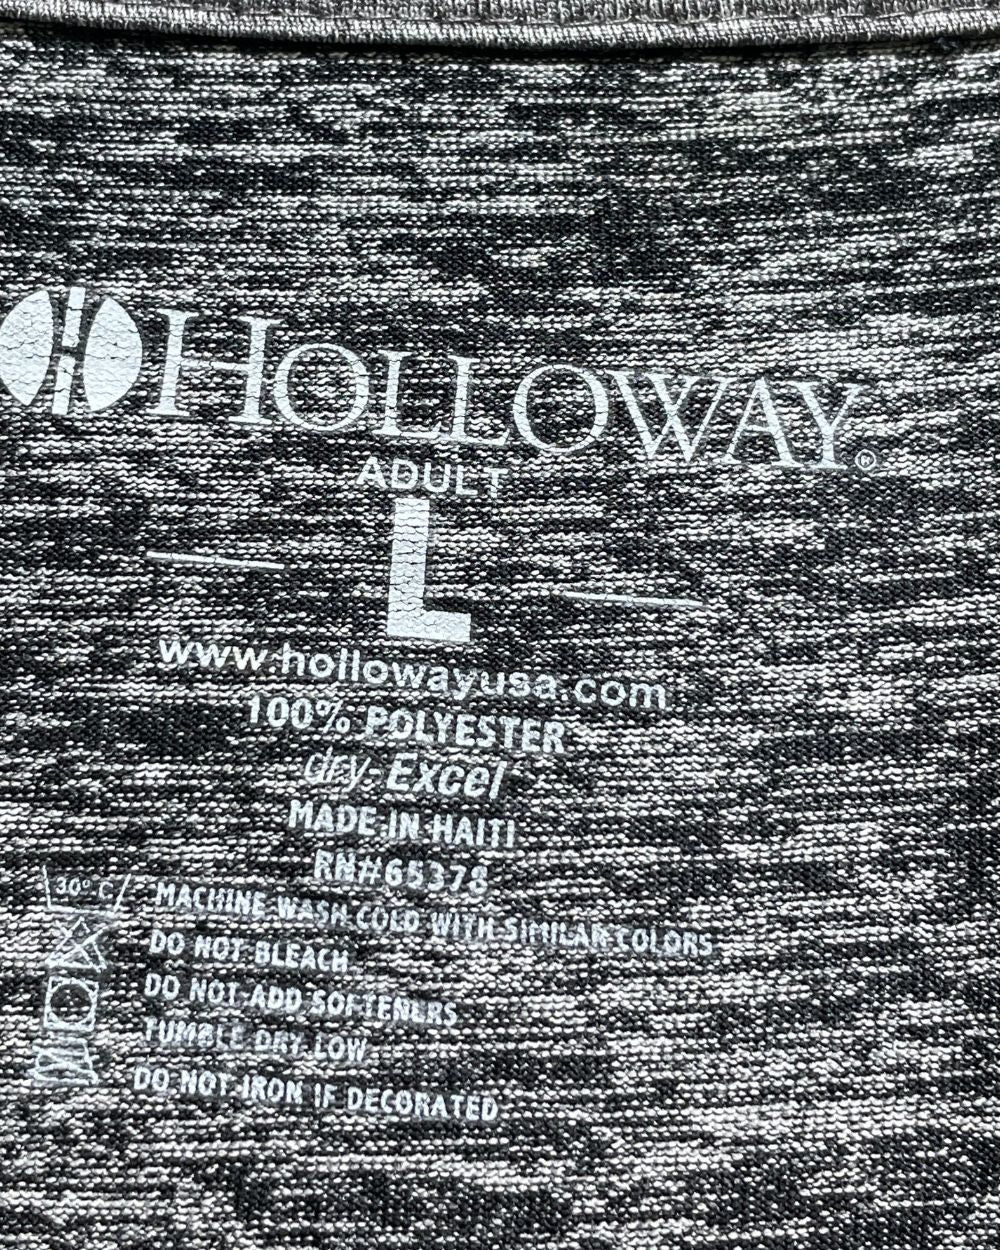 HOLLOWAY®
ADULT
L
www.hollowayusa.com
100% POLYESTER
dry-Excel
MADE IN HAITI
RN#65378
30° C
MACHINE WASH COLD WITH SIMILAR COLORS
DO NOT BLEACH
DO NOT ADD SOFTENERS
TUMBLE DRY LOW
DO NOT IRON IF DECORATED